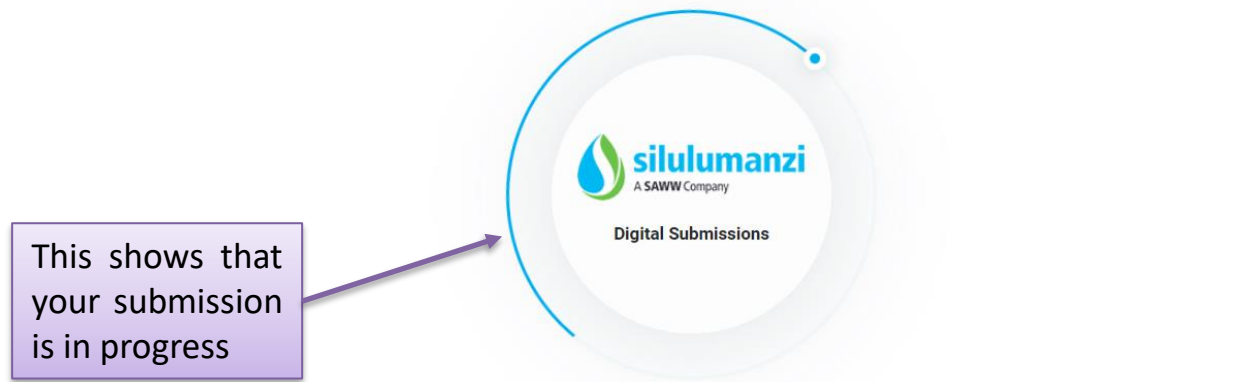 silulumanzi
A SAWW Company
Digital Submissions
This shows that
your submission
is in progress